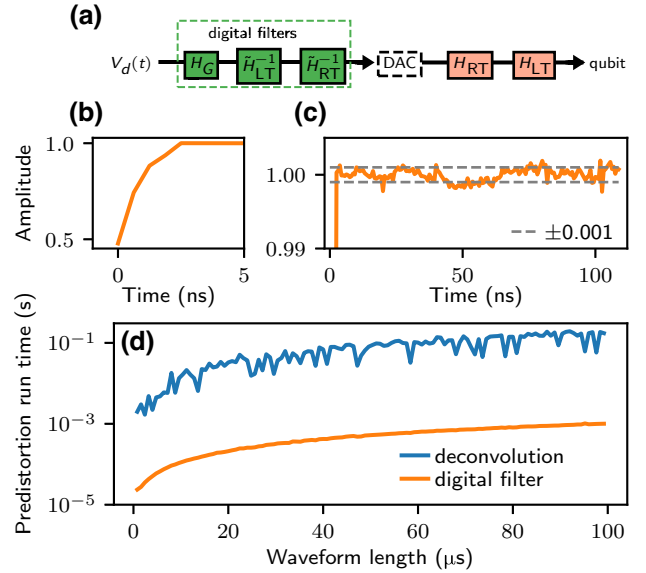 (a)
digital filters
V_d(t) H_G H̃_LT^{-1} H̃_RT^{-1} DAC H_RT H_LT qubit
(b) (c)
Amplitude
1.0
0.5
0 5
Time (ns)
1.00
0.99
±0.001
0 50 100
Time (ns)
(d)
Predistortion run time (s)
10^{-1}
10^{-3}
10^{-5}
deconvolution
digital filter
0 20 40 60 80 100
Waveform length (μs)